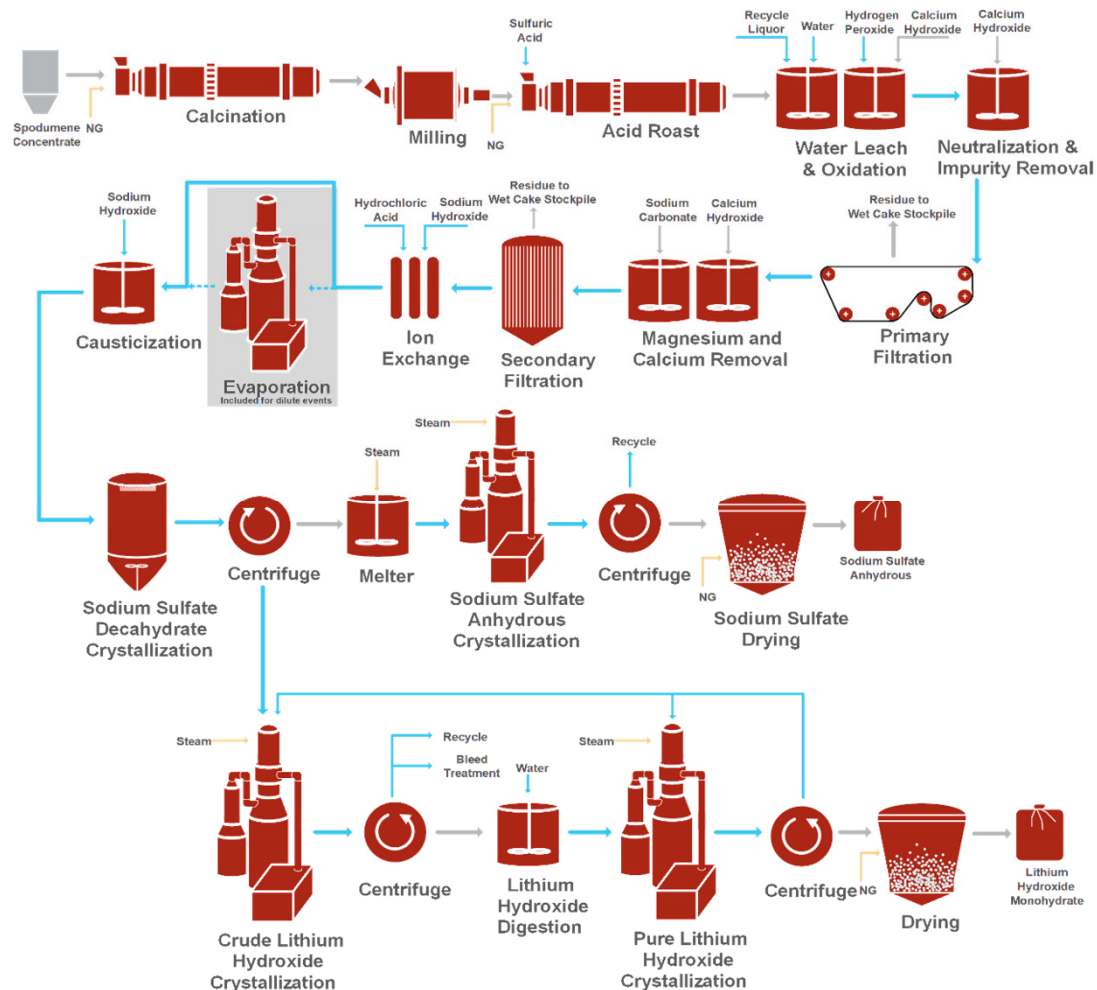 Sulfuric
Acid
Recycle
Liquor
Water
Hydrogen
Peroxide
Calcium
Hydroxide
Calcium
Hydroxide
Spodumene
Concentrate
NG
Calcination
Milling
NG
Acid Roast
Water Leach
& Oxidation
Neutralization &
Impurity Removal
Sodium
Hydroxide
Evaporation
Included for dilute events
Causticization
Hydrochloric
Acid
Sodium
Hydroxide
Ion
Exchange
Residue to
Wet Cake Stockpile
Secondary
Filtration
Sodium
Carbonate
Calcium
Hydroxide
Magnesium and
Calcium Removal
Residue to
Wet Cake Stockpile
Primary
Filtration
Sodium Sulfate
Decahydrate
Crystallization
Centrifuge
Steam
Melter
Steam
Sodium Sulfate
Anhydrous
Crystallization
Recycle
Centrifuge
NG
Sodium Sulfate
Drying
Sodium Sulfate
Anhydrous
Steam
Crude Lithium
Hydroxide
Crystallization
Recycle
Bleed
Treatment
Centrifuge
Water
Lithium
Hydroxide
Digestion
Steam
Pure Lithium
Hydroxide
Crystallization
Centrifuge
NG
Drying
Lithium
Hydroxide
Monohydrate